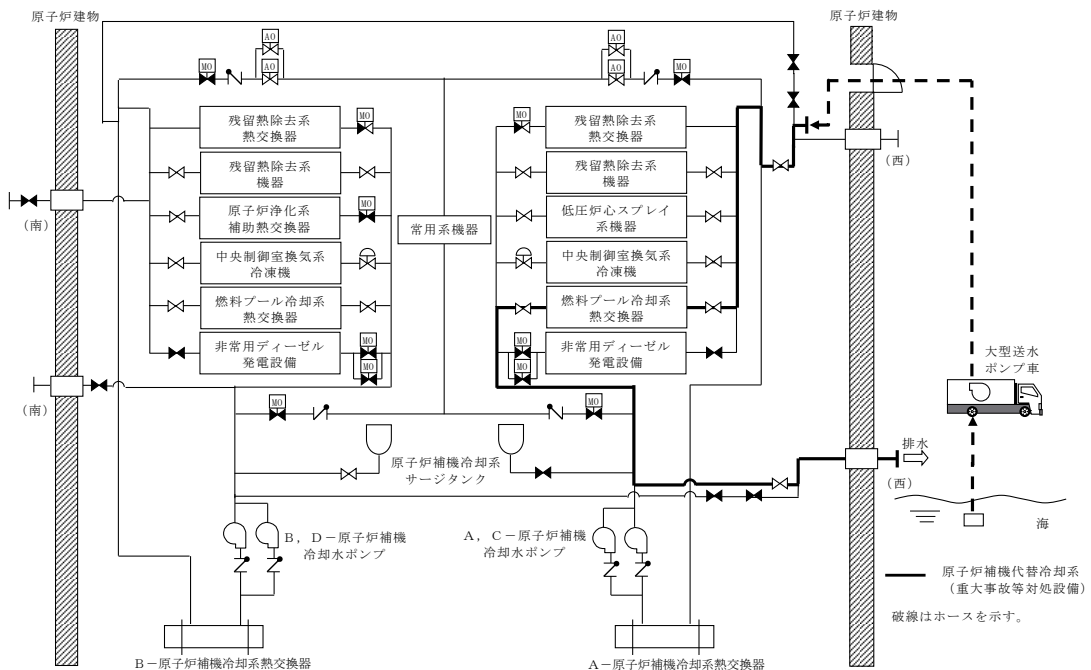 原子炉建物
原子炉建物
AO
AO
MO
AO
AO
MO
残留熱除去系
熱交換器
MO
MO
残留熱除去系
熱交換器
(西)
残留熱除去系
機器
残留熱除去系
機器
(南)
原子炉浄化系
補助熱交換器
MO
常用系機器
低圧炉心スプレイ
系機器
中央制御室換気系
冷凍機
中央制御室換気系
冷凍機
燃料プール冷却系
熱交換器
燃料プール冷却系
熱交換器
非常用ディーゼル
発電設備
MO
MO
MO
MO
非常用ディーゼル
発電設備
大型送水
ポンプ車
(南)
MO
MO
原子炉補機冷却系
サージタンク
排水
(西)
海
B,D-原子炉補機
冷却水ポンプ
A,C-原子炉補機
冷却水ポンプ
原子炉補機代替冷却系
(重大事故等対処設備)
破線はホースを示す。
B-原子炉補機冷却系熱交換器
A-原子炉補機冷却系熱交換器